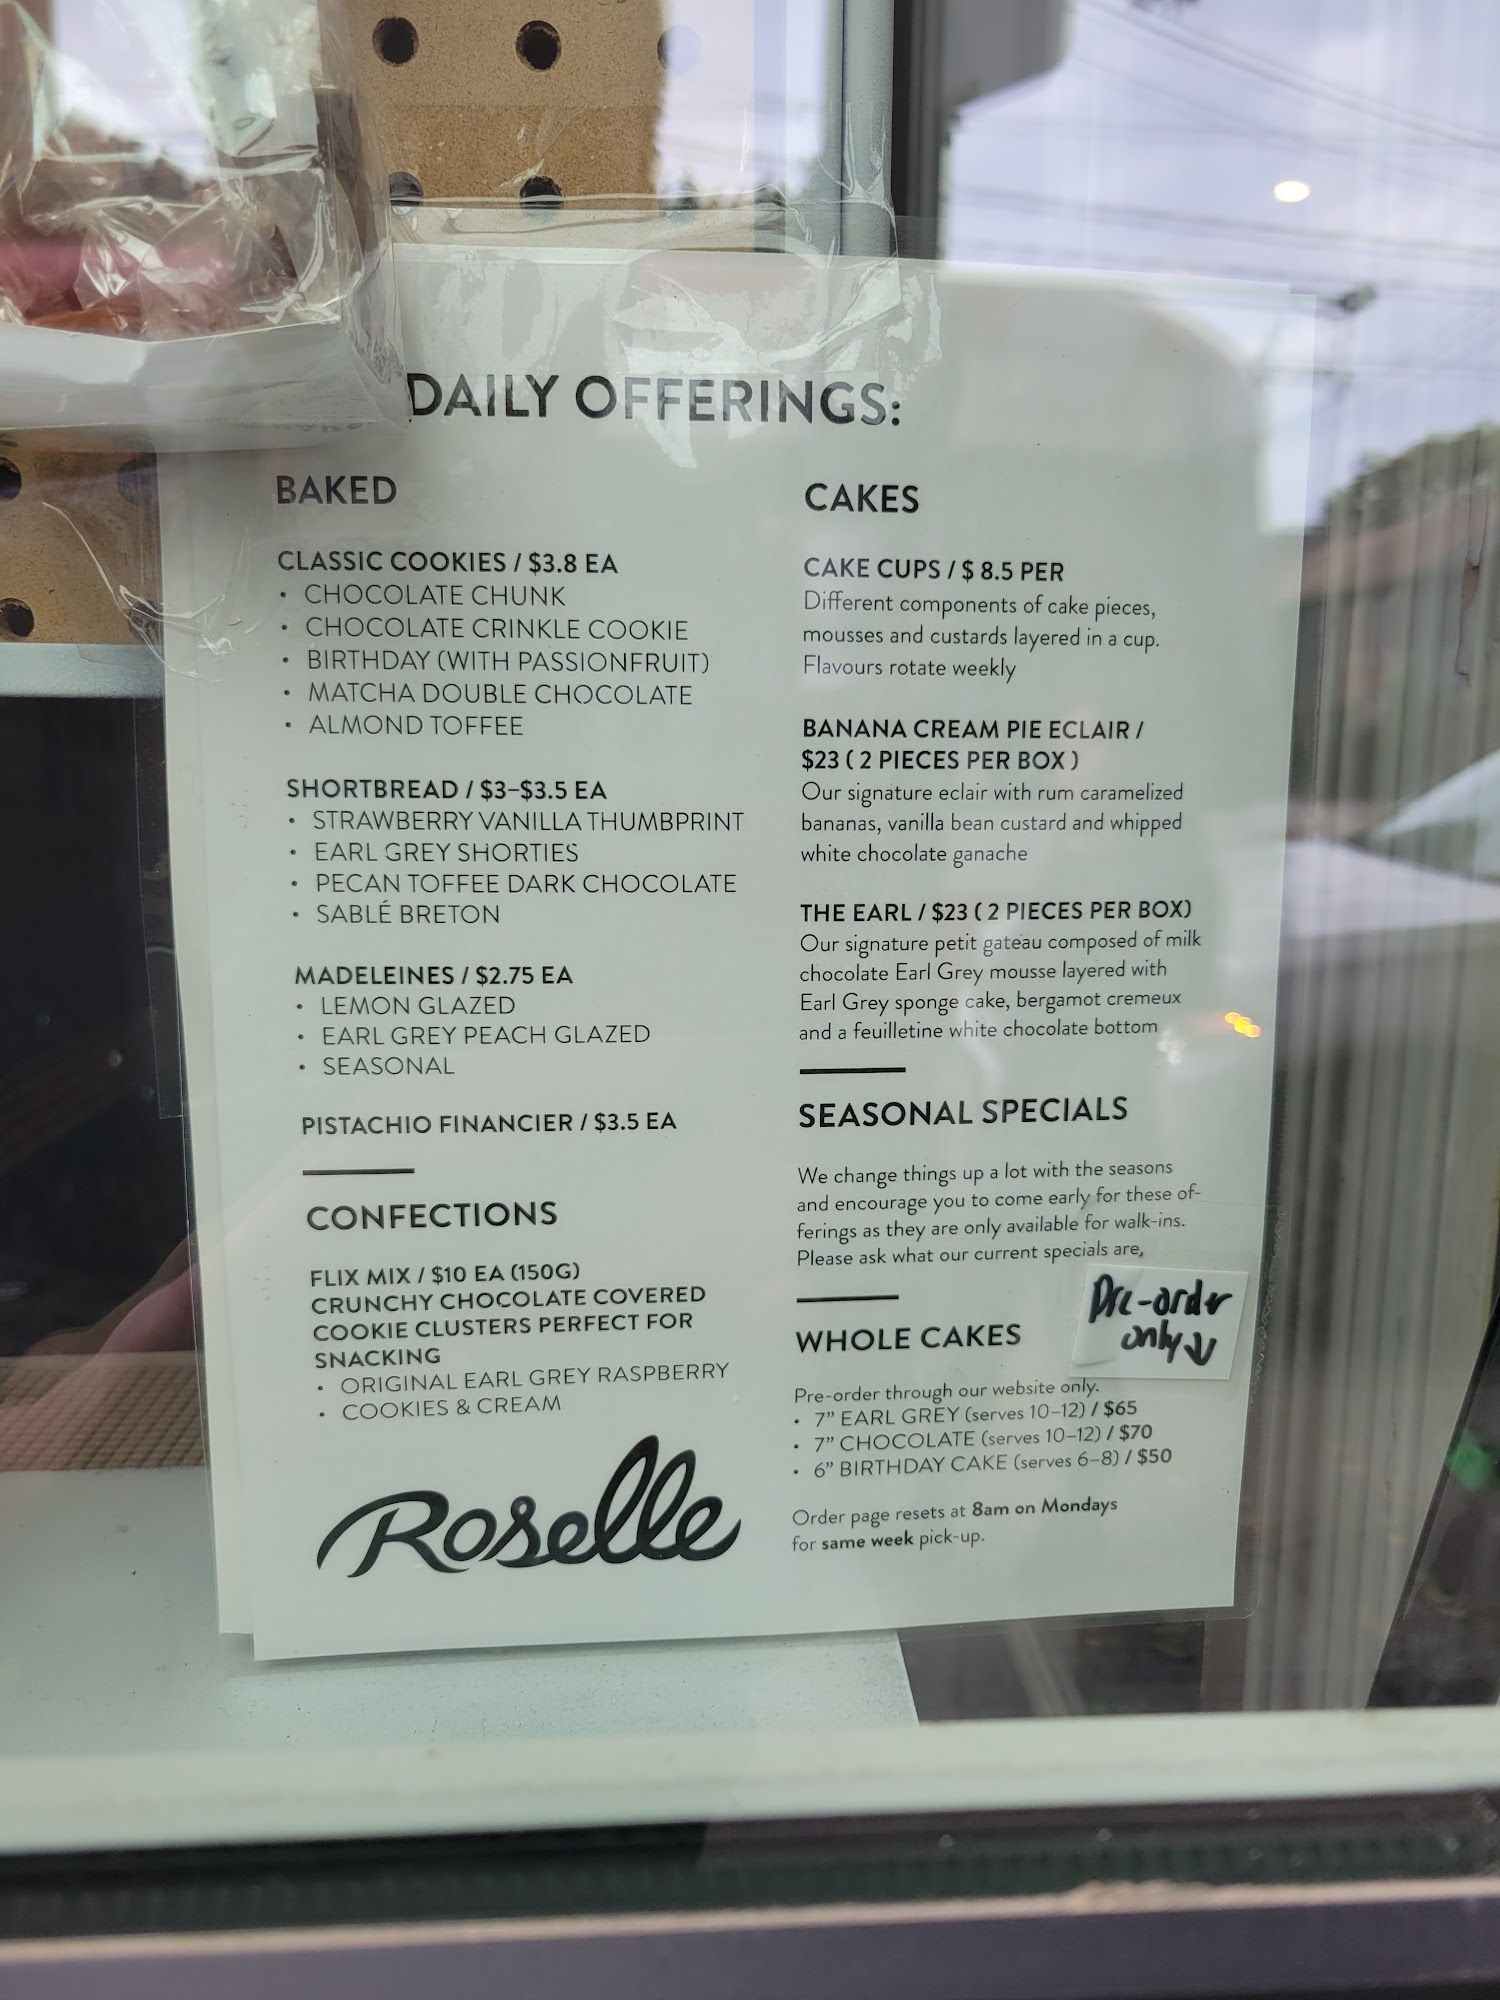 DAILY OFFERINGS:
BAKED
CLASSIC COOKIES / $3.8 EA
• CHOCOLATE CHUNK
• CHOCOLATE CRINKLE COOKIE
• BIRTHDAY (WITH PASSIONFRUIT)
• MATCHA DOUBLE CHOCOLATE
• ALMOND TOFFEE
SHORTBREAD / $3–$3.5 EA
• STRAWBERRY VANILLA THUMBPRINT
• EARL GREY SHORTIES
• PECAN TOFFEE DARK CHOCOLATE
• SABLÉ BRETON
MADELEINES / $2.75 EA
• LEMON GLAZED
• EARL GREY PEACH GLAZED
• SEASONAL
PISTACHIO FINANCIER / $3.5 EA
CONFECTIONS
FLIX MIX / $10 EA (150G)
CRUNCHY CHOCOLATE COVERED
COOKIE CLUSTERS PERFECT FOR
SNACKING
• ORIGINAL EARL GREY RASPBERRY
• COOKIES & CREAM
Roselle
CAKES
CAKE CUPS / $ 8.5 PER
Different components of cake pieces,
mousses and custards layered in a cup.
Flavours rotate weekly
BANANA CREAM PIE ECLAIR /
$23 ( 2 PIECES PER BOX )
Our signature eclair with rum caramelized
bananas, vanilla bean custard and whipped
white chocolate ganache
THE EARL / $23 ( 2 PIECES PER BOX)
Our signature petit gateau composed of milk
chocolate Earl Grey mousse layered with
Earl Grey sponge cake, bergamot cremeux
and a feuilletine white chocolate bottom
SEASONAL SPECIALS
We change things up a lot with the seasons
and encourage you to come early for these of-
ferings as they are only available for walk-ins.
Please ask what our current specials are,
Pre-order
only ↓
WHOLE CAKES
Pre-order through our website only.
• 7” EARL GREY (serves 10–12) / $65
• 7” CHOCOLATE (serves 10–12) / $70
• 6” BIRTHDAY CAKE (serves 6–8) / $50
Order page resets at 8am on Mondays
for same week pick-up.